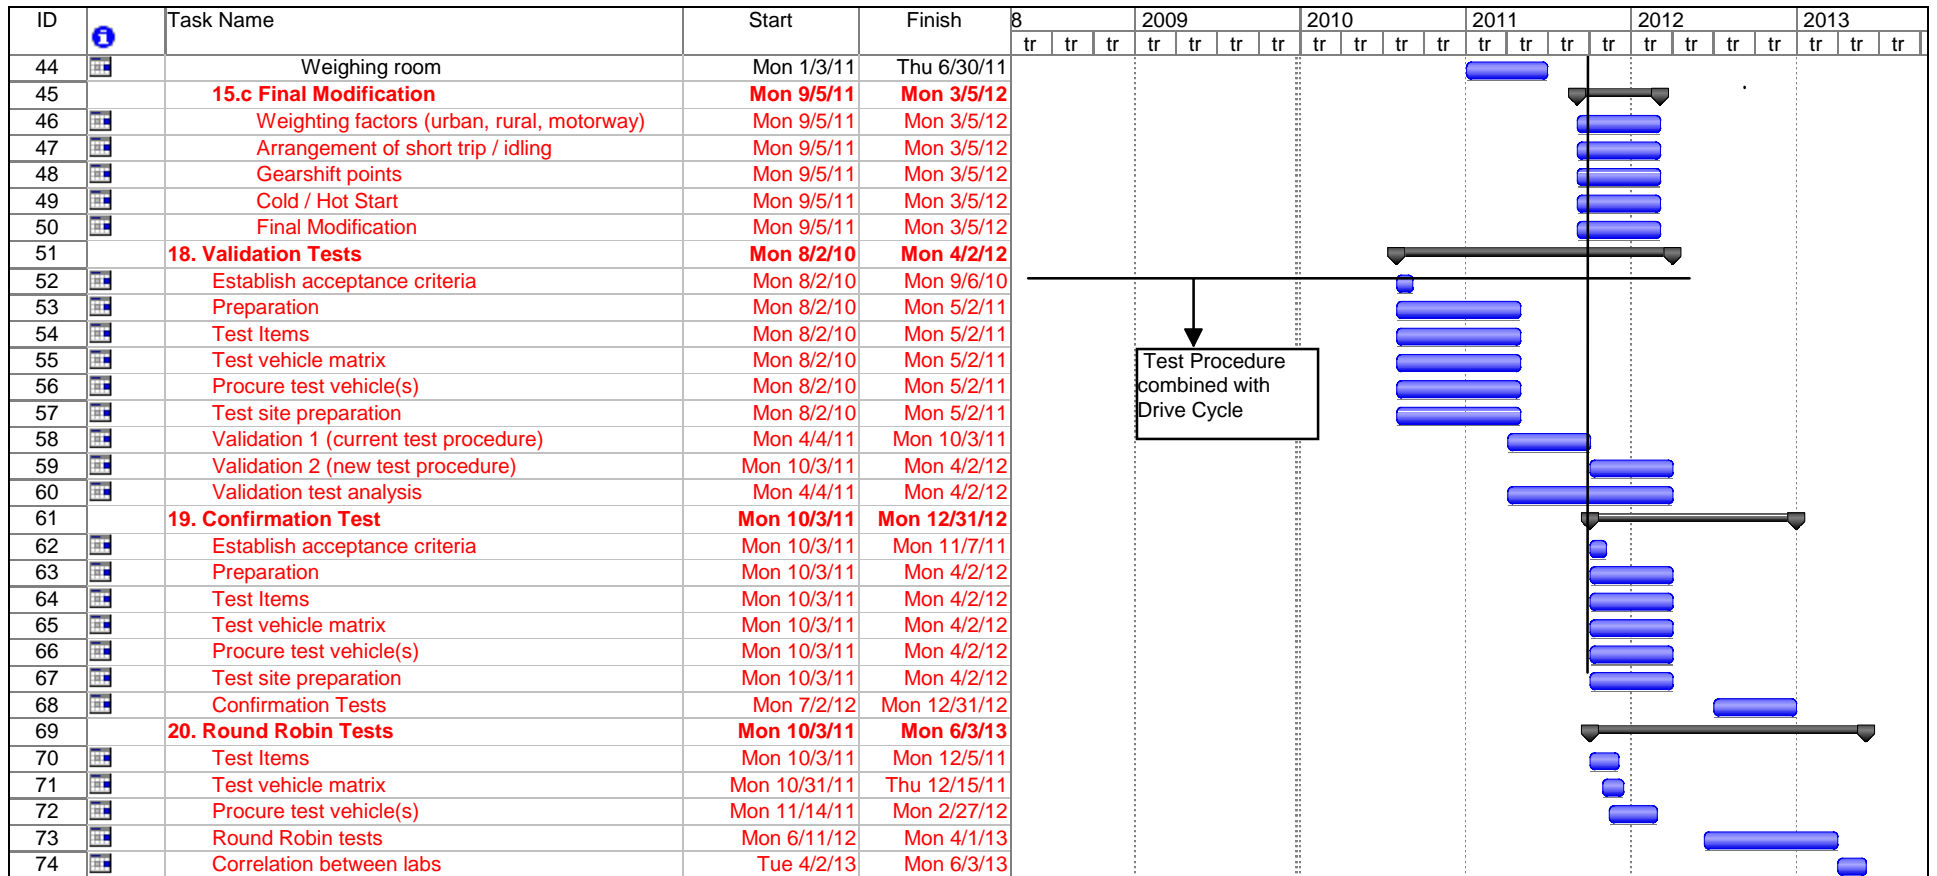 ID Task Name Start Finish 8 2009 2010 2011 2012 2013
tr tr tr tr tr tr tr tr tr tr tr tr tr tr tr tr tr tr tr tr tr tr
44 Weighing room Mon 1/3/11 Thu 6/30/11
45 15.c Final Modification Mon 9/5/11 Mon 3/5/12
46 Weighting factors (urban, rural, motorway) Mon 9/5/11 Mon 3/5/12
47 Arrangement of short trip / idling Mon 9/5/11 Mon 3/5/12
48 Gearshift points Mon 9/5/11 Mon 3/5/12
49 Cold / Hot Start Mon 9/5/11 Mon 3/5/12
50 Final Modification Mon 9/5/11 Mon 3/5/12
51 18. Validation Tests Mon 8/2/10 Mon 4/2/12
52 Establish acceptance criteria Mon 8/2/10 Mon 9/6/10
53 Preparation Mon 8/2/10 Mon 5/2/11
54 Test Items Mon 8/2/10 Mon 5/2/11
55 Test vehicle matrix Mon 8/2/10 Mon 5/2/11
Test Procedure
56 Procure test vehicle(s) Mon 8/2/10 Mon 5/2/11
combined with
57 Test site preparation Mon 8/2/10 Mon 5/2/11
Drive Cycle
58 Validation 1 (current test procedure) Mon 4/4/11 Mon 10/3/11
59 Validation 2 (new test procedure) Mon 10/3/11 Mon 4/2/12
60 Validation test analysis Mon 4/4/11 Mon 4/2/12
61 19. Confirmation Test Mon 10/3/11 Mon 12/31/12
62 Establish acceptance criteria Mon 10/3/11 Mon 11/7/11
63 Preparation Mon 10/3/11 Mon 4/2/12
64 Test Items Mon 10/3/11 Mon 4/2/12
65 Test vehicle matrix Mon 10/3/11 Mon 4/2/12
66 Procure test vehicle(s) Mon 10/3/11 Mon 4/2/12
67 Test site preparation Mon 10/3/11 Mon 4/2/12
68 Confirmation Tests Mon 7/2/12 Mon 12/31/12
69 20. Round Robin Tests Mon 10/3/11 Mon 6/3/13
70 Test Items Mon 10/3/11 Mon 12/5/11
71 Test vehicle matrix Mon 10/31/11 Thu 12/15/11
72 Procure test vehicle(s) Mon 11/14/11 Mon 2/27/12
73 Round Robin tests Mon 6/11/12 Mon 4/1/13
74 Correlation between labs Tue 4/2/13 Mon 6/3/13